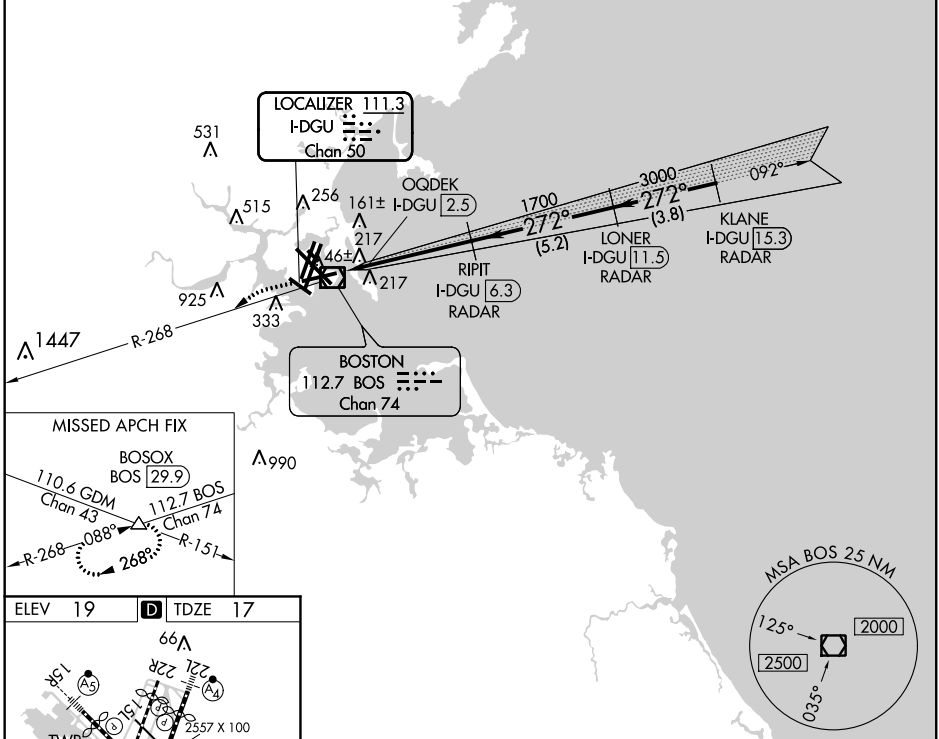 LOCALIZER 111.3
I-DGU
Chan 50
531
515
256
161±
217
46±
217
925
333
1447
990
R-268
OQDEK
I-DGU 2.5
1700
272°
(5.2)
3000
272°
(3.8)
092°
RIPIT
I-DGU 6.3
RADAR
LONER
I-DGU 11.5
RADAR
KLANE
I-DGU 15.3
RADAR
BOSTON
112.7 BOS
Chan 74
MISSED APCH FIX
BOSOX
BOS 29.9
110.6 GDM
Chan 43
112.7 BOS
Chan 74
R-268
088°
268°
R-151
MSA BOS 25 NM
125°
2000
2500
035°
ELEV 19 D TDZE 17
66
15R
A5
15L
22R
22L
A4
P
P
P
2557 X 100
TWR